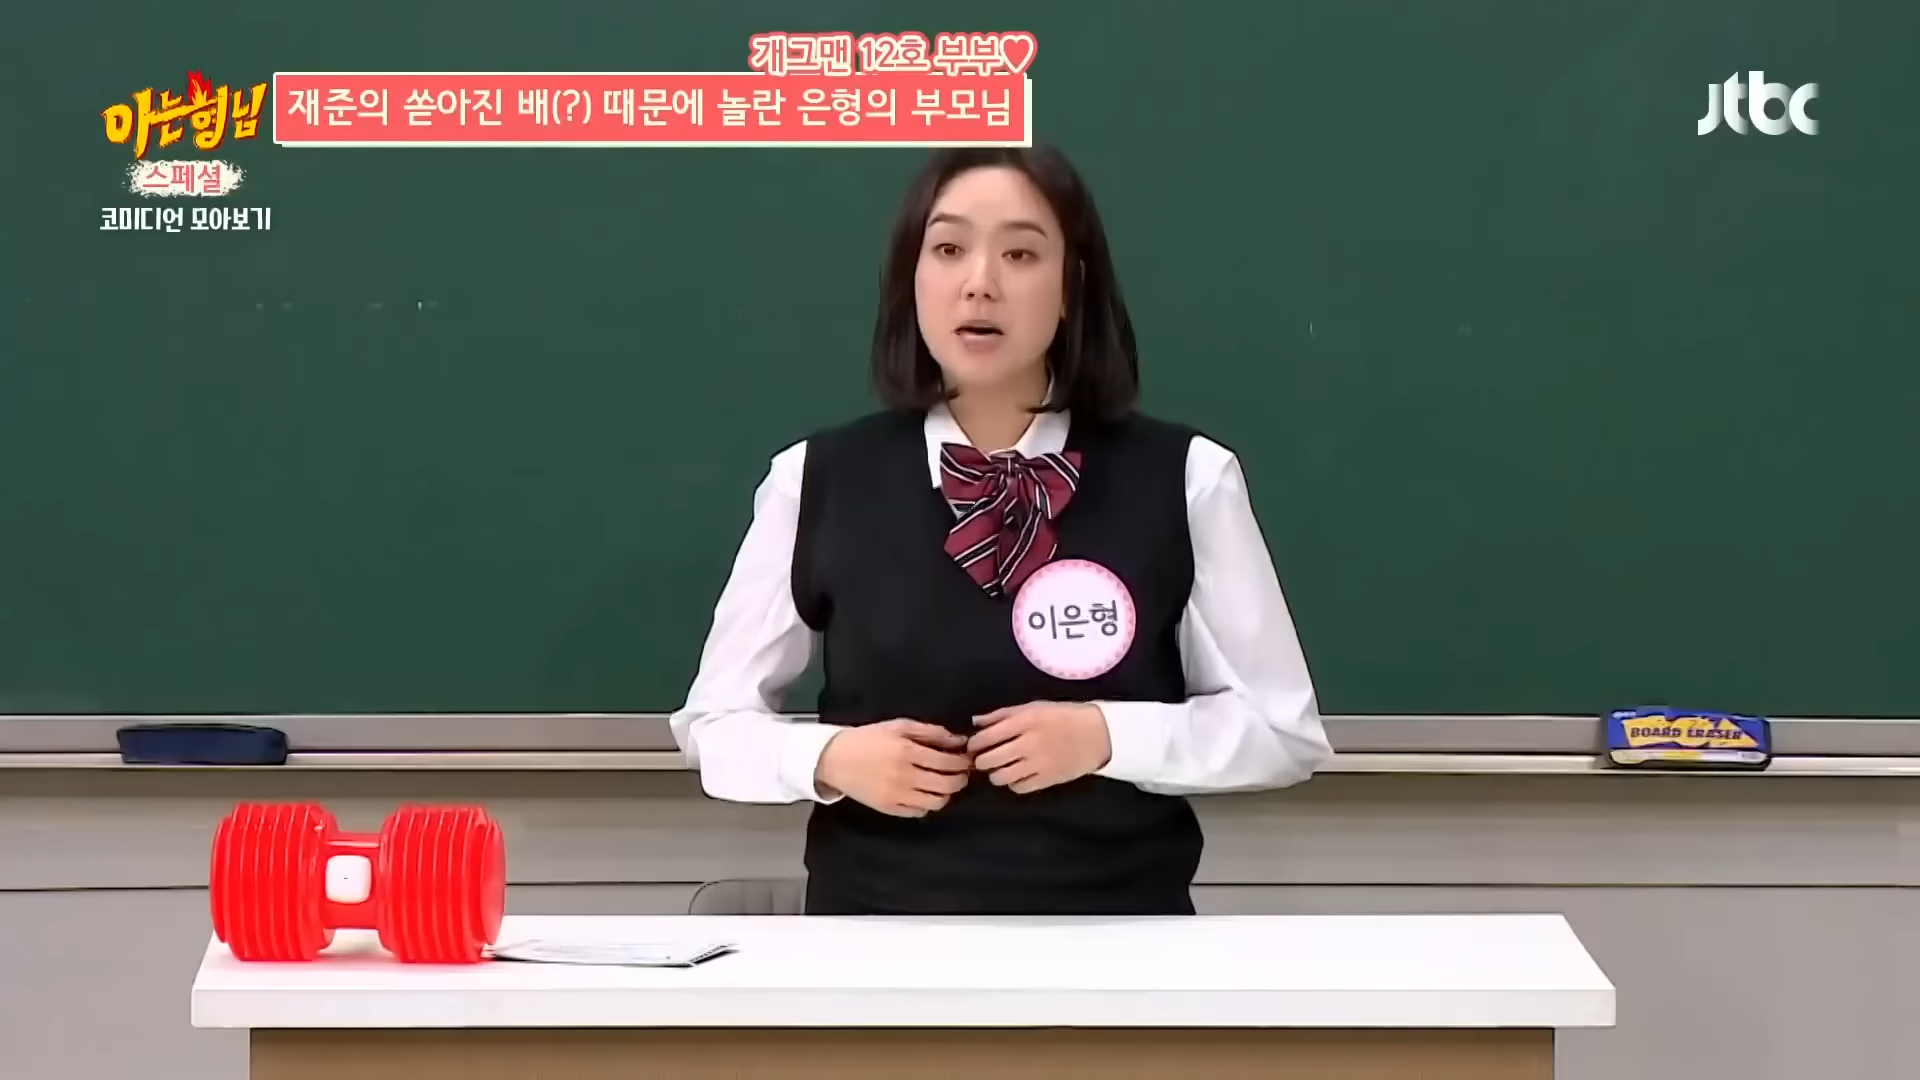 개그맨 12호 부부♡
재준의 쏟아진 배(?) 때문에 놀란 은형의 부모님
아는형님
스페셜
코미디언 모아보기
jtbc
이은형
BOARD ERASER